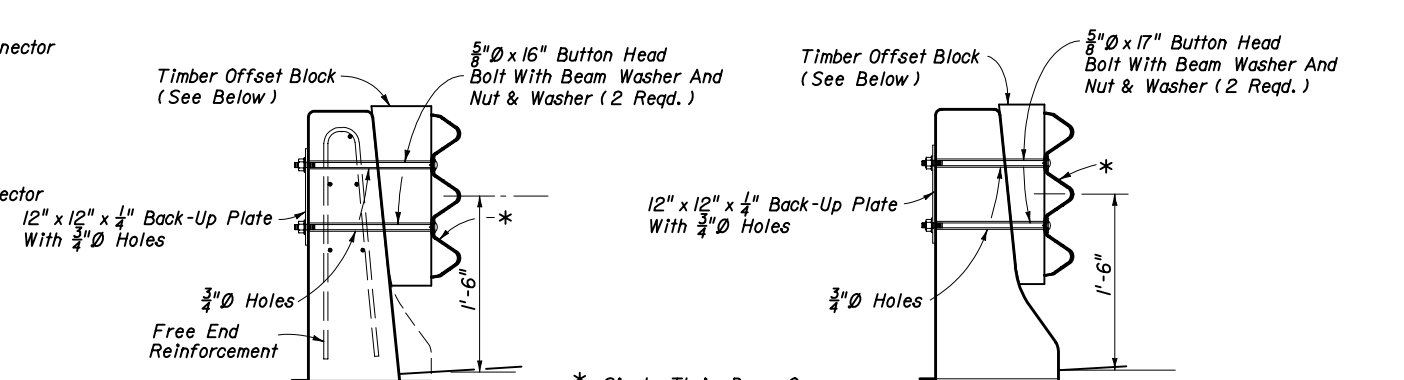 nnector
Timber Offset Block
(See Below)
5/8"Ø x 16" Button Head
Bolt With Beam Washer And
Nut & Washer (2 Reqd.)
ector
12" x 12" x 1/4" Back-Up Plate
With 3/4"Ø Holes
*
3/4"Ø Holes
1'-6"
Free End
Reinforcement
Timber Offset Block
(See Below)
5/8"Ø x 17" Button Head
Bolt With Beam Washer And
Nut & Washer (2 Reqd.)
*
12" x 12" x 1/4" Back-Up Plate
With 3/4"Ø Holes
3/4"Ø Holes
1'-6"
*